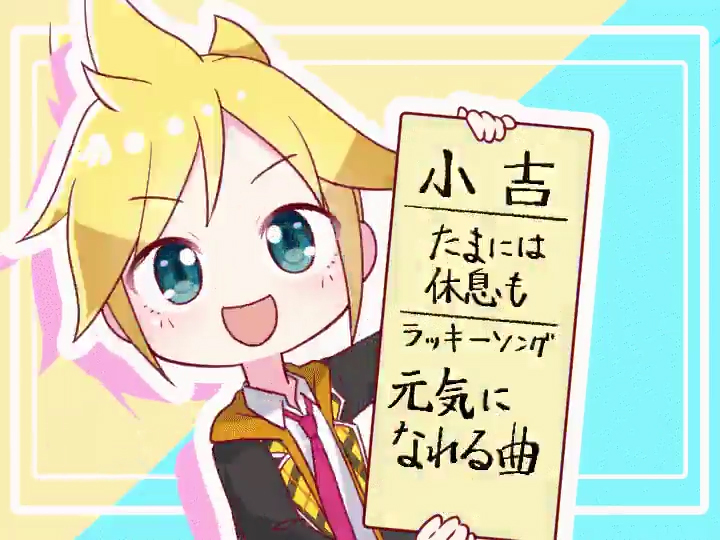 小吉
たまには
休息も
ラッキーソング
元気に
なれる曲